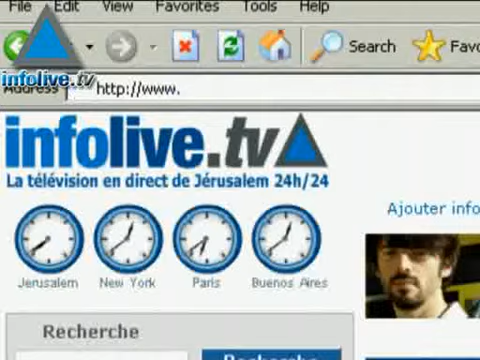 File Edit View Favorites Tools Help
infolive.tv
Search
Address http://www.
infolive.tv
La télévision en direct de Jérusalem 24h/24
Ajouter info
Jerusalem New York Paris Buenos Aires
Recherche
Recherche